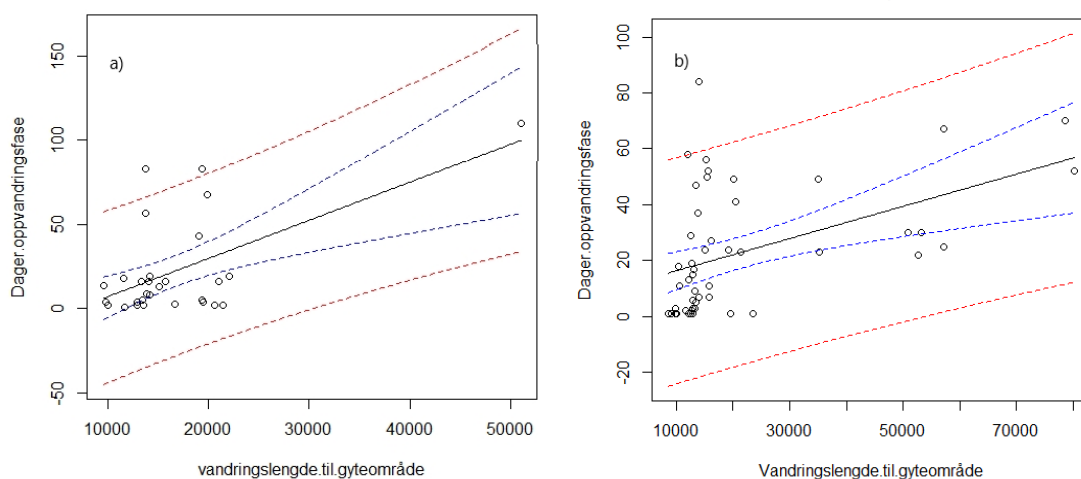 a)
Dager.oppvandringsfase
150
100
50
0
-50
10000 20000 30000 40000 50000
vandringslengde.til.gyteområde
b)
Dager.oppvandringsfase
100
80
60
40
20
0
-20
10000 30000 50000 70000
Vandringslengde.til.gyteområde